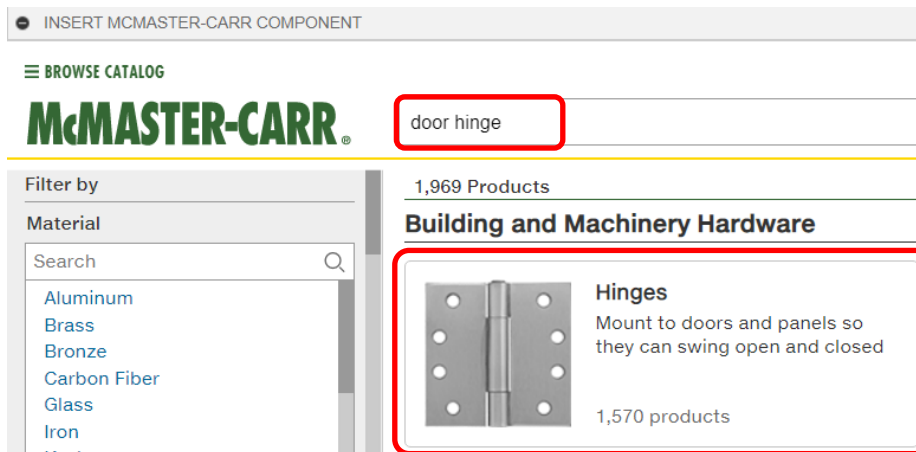 INSERT MCMASTER-CARR COMPONENT
BROWSE CATALOG
McMASTER-CARR®
door hinge
Filter by
Material
Search
Aluminum
Brass
Bronze
Carbon Fiber
Glass
Iron
1,969 Products
Building and Machinery Hardware
Hinges
Mount to doors and panels so
they can swing open and closed
1,570 products